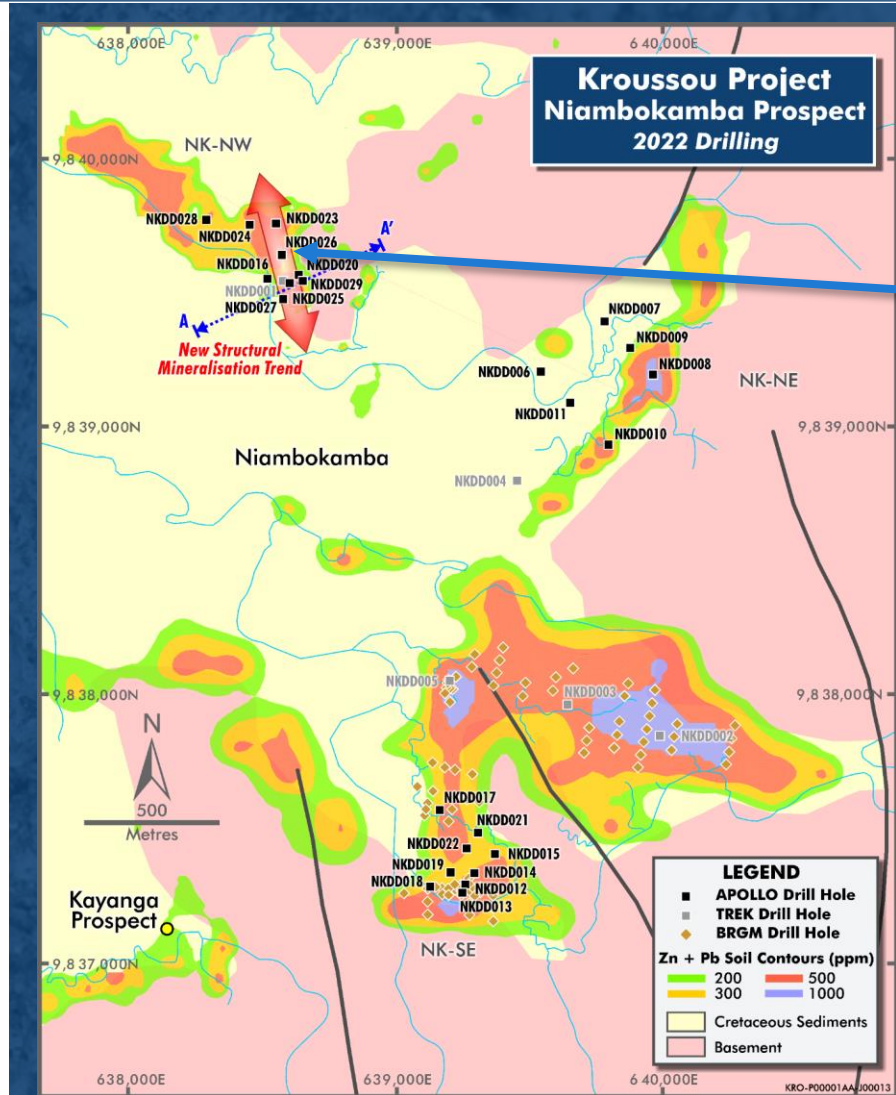 638,000E
639,000E
640,000E
Kroussou Project
Niambokamba Prospect
2022 Drilling
NK-NW
9,840,000N
NKDD028
NKDD024
NKDD023
NKDD026
A'
NKDD016
NKDD020
NKDD001
NKDD029
NKDD027
NKDD025
A
New Structural
Mineralisation Trend
NKDD007
NKDD009
NKDD006
NKDD008
NK-NE
NKDD011
9,839,000N
9,839,000N
NKDD010
Niambokamba
NKDD004
NKDD005
NKDD003
9,838,000N
9,838,000N
NKDD002
N
500
Metres
NKDD017
NKDD021
NKDD022
NKDD015
NKDD019
NKDD014
NKDD018
NKDD012
NKDD013
Kayanga
Prospect
NK-SE
9,837,000N
LEGEND
APOLLO Drill Hole
TREK Drill Hole
BRGM Drill Hole
Zn + Pb Soil Contours (ppm)
200 500
300 1000
Cretaceous Sediments
Basement
638,000E
639,000E
640,000E
KRO-P00001AA-J00013